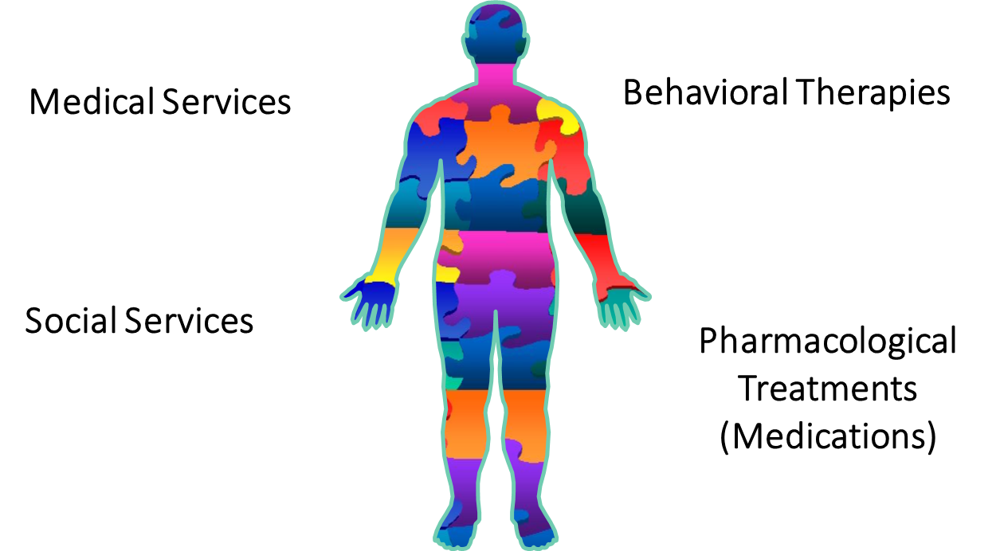 Medical Services
Behavioral Therapies
Social Services
Pharmacological
Treatments
(Medications)